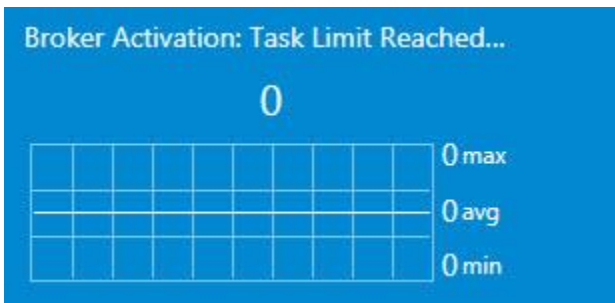 Broker Activation: Task Limit Reached...
0
0 max
0 avg
0 min